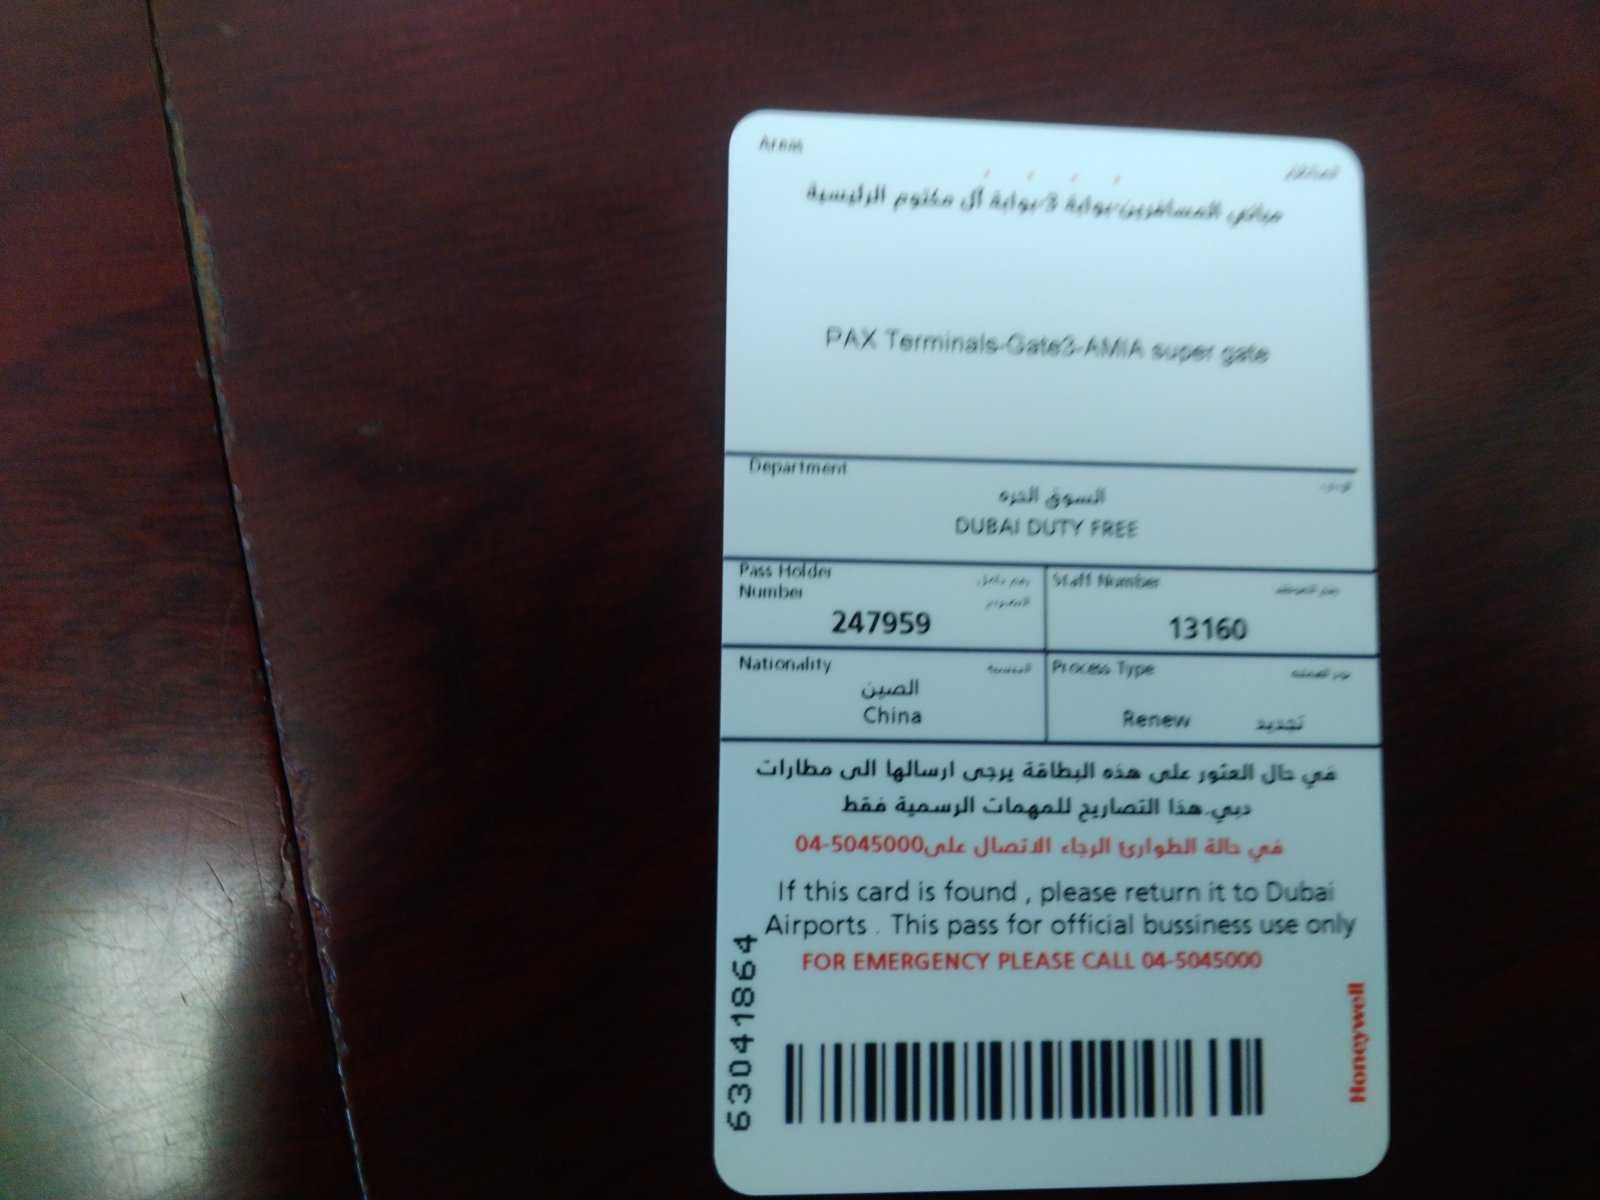 Areas
المناطق
مباني المسافرين-بوابة 3-بوابة آل مكتوم الرئيسية
PAX Terminals-Gate3-AMIA super gate
Department
السوق الحره
DUBAI DUTY FREE
Pass Holder
Number
247959
Staff Number
13160
Nationality
الجنسية
الصين
China
Process Type
Renew تجديد
في حال العثور على هذه البطاقة يرجى ارسالها الى مطارات
دبي.هذا التصاريح للمهمات الرسمية فقط
في حالة الطوارئ الرجاء الاتصال على04-5045000
If this card is found , please return it to Dubai
Airports . This pass for official bussiness use only
FOR EMERGENCY PLEASE CALL 04-5045000
63041864
Honeywell